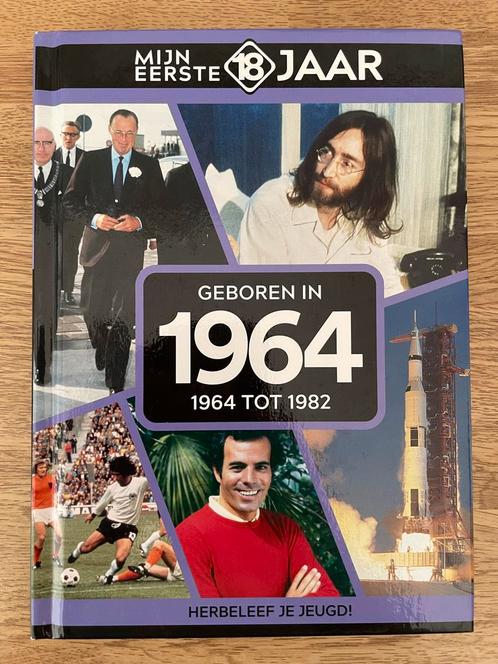 MIJN
EERSTE 18 JAAR
GEBOREN IN
1964
1964 TOT 1982
HERBELEEF JE JEUGD!